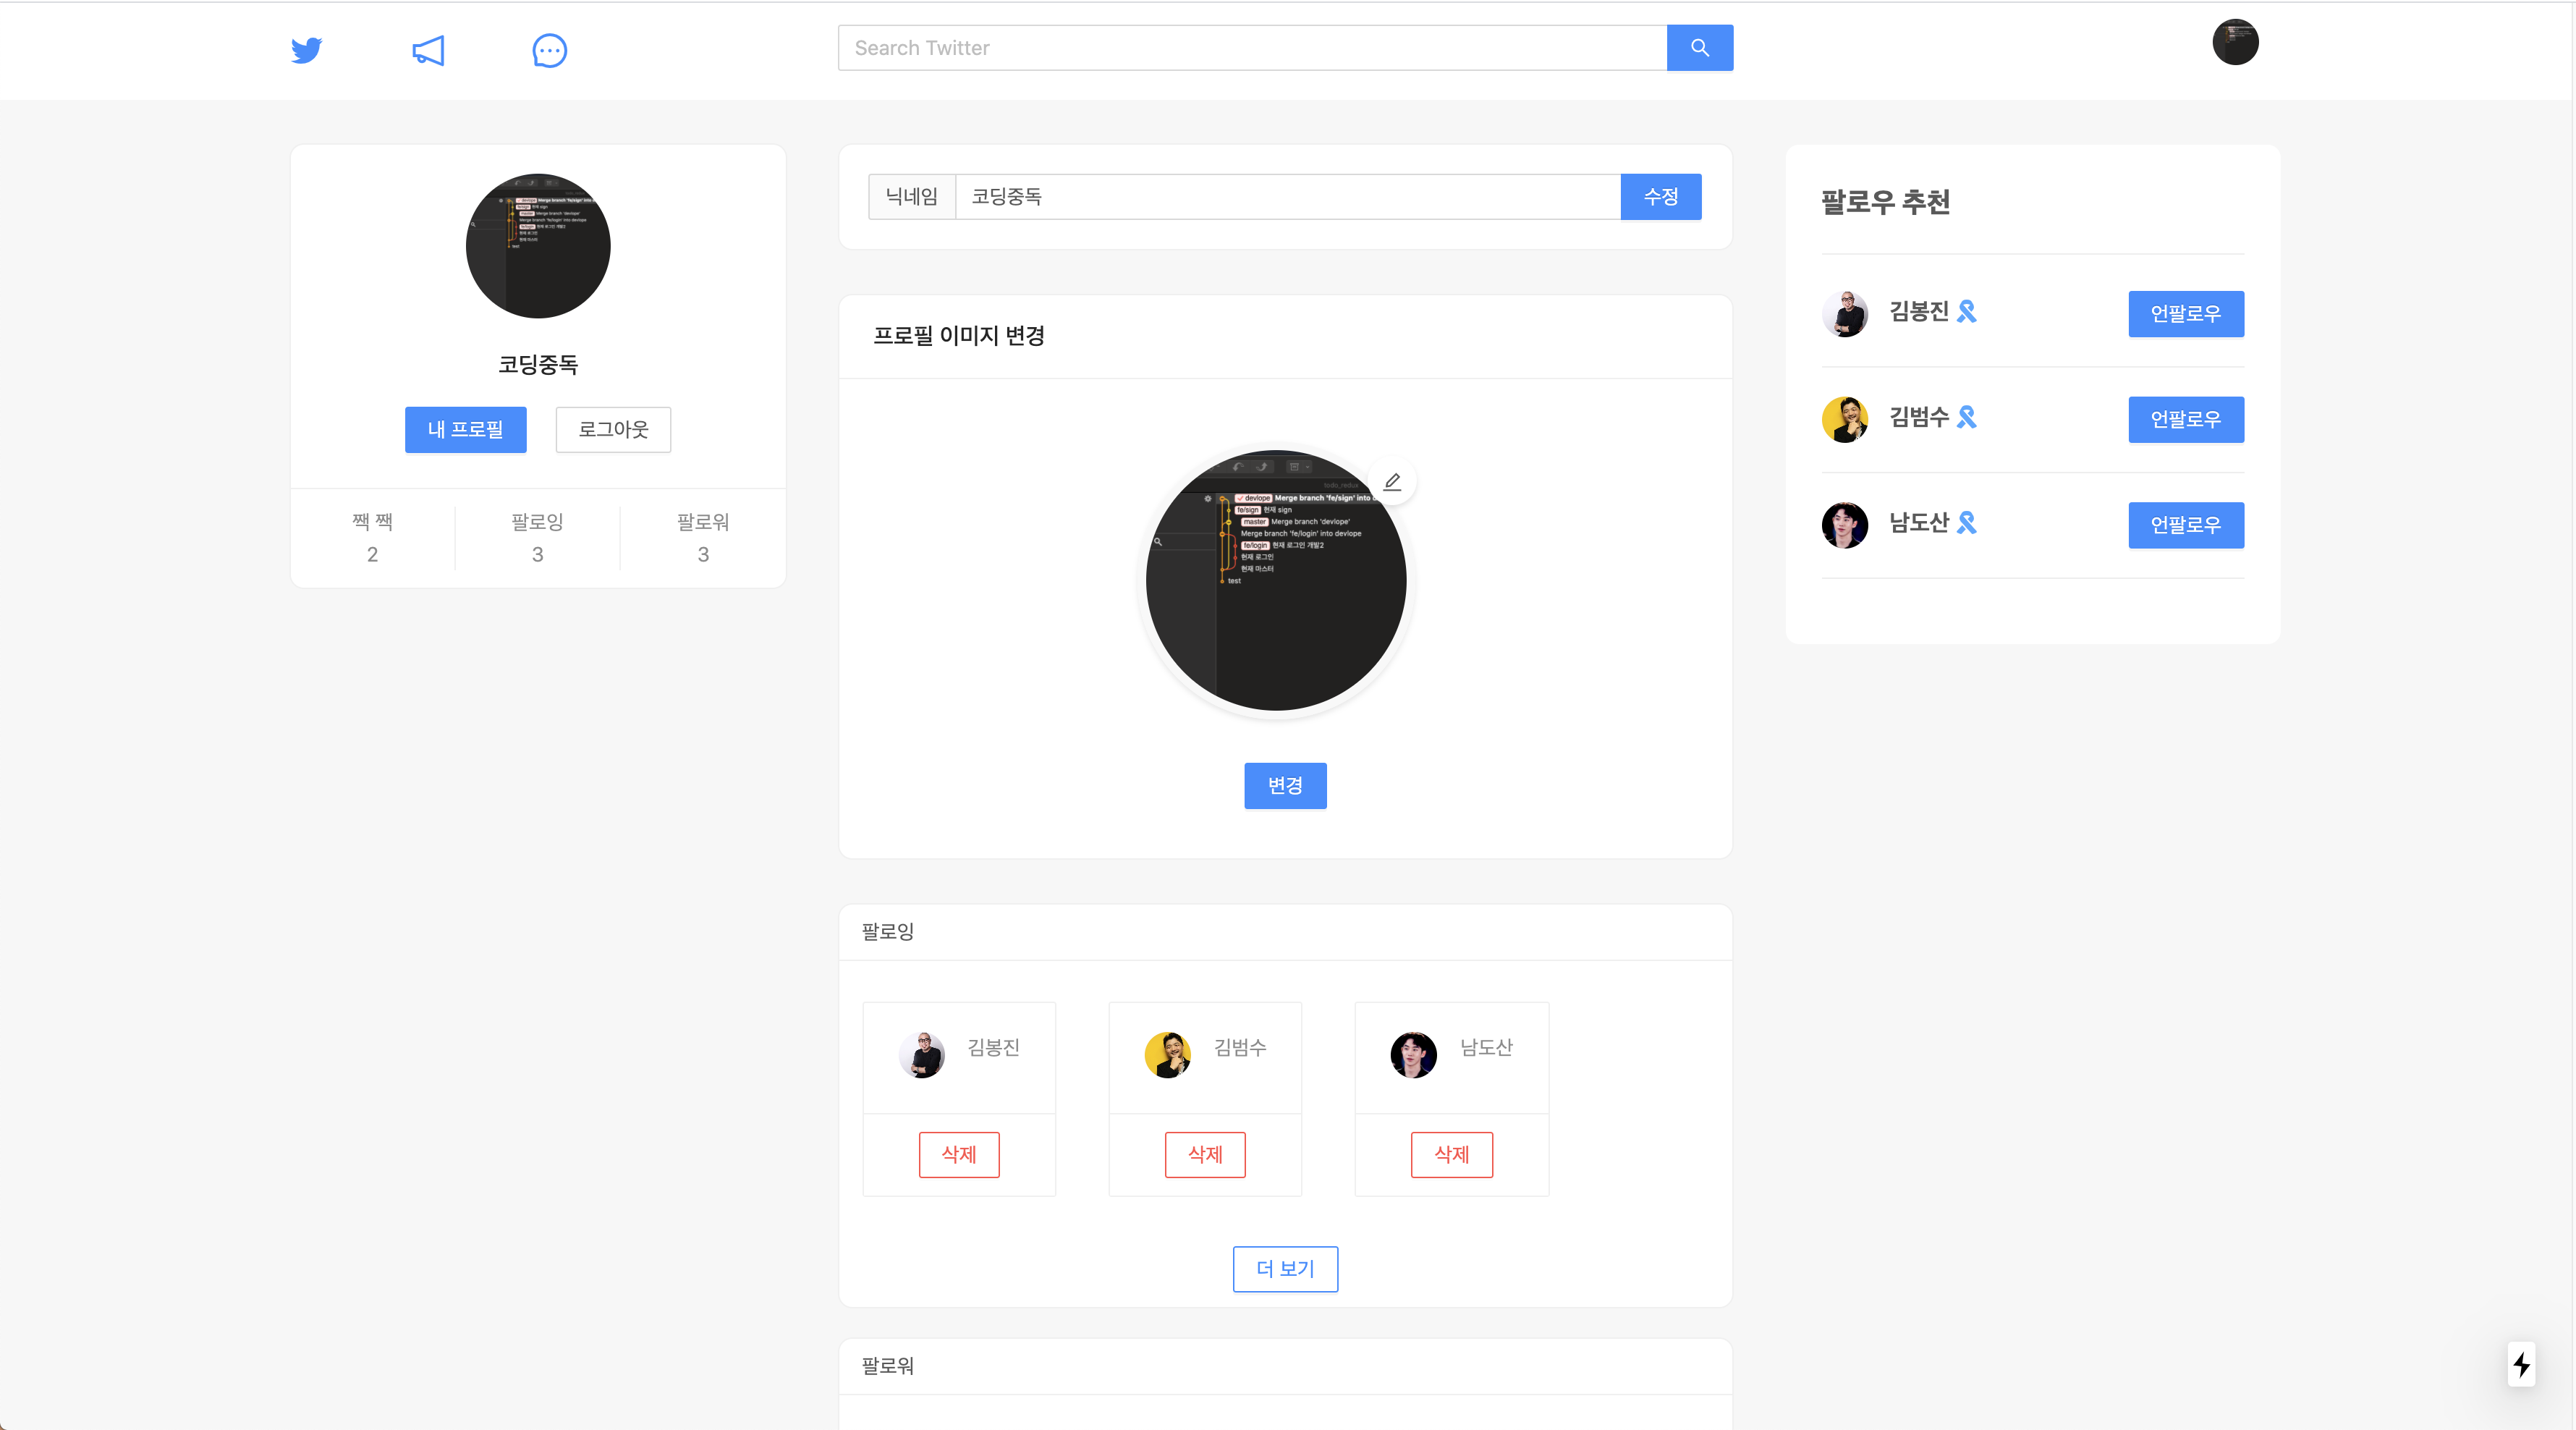 Search Twitter
코딩중독
내 프로필
로그아웃
짹 짹
2
팔로잉
3
팔로워
3
닉네임
코딩중독
수정
프로필 이미지 변경
todo_redux
devlope Merge branch 'fe/sign' into
fe/sign 현재 sign
master Merge branch 'devlope'
Merge branch 'fe/login' into devlope
fe/login 현재 로그인 개발2
현재 로그인
현재 마스터
test
변경
팔로잉
김봉진
삭제
김범수
삭제
남도산
삭제
더 보기
팔로워
팔로우 추천
김봉진
언팔로우
김범수
언팔로우
남도산
언팔로우